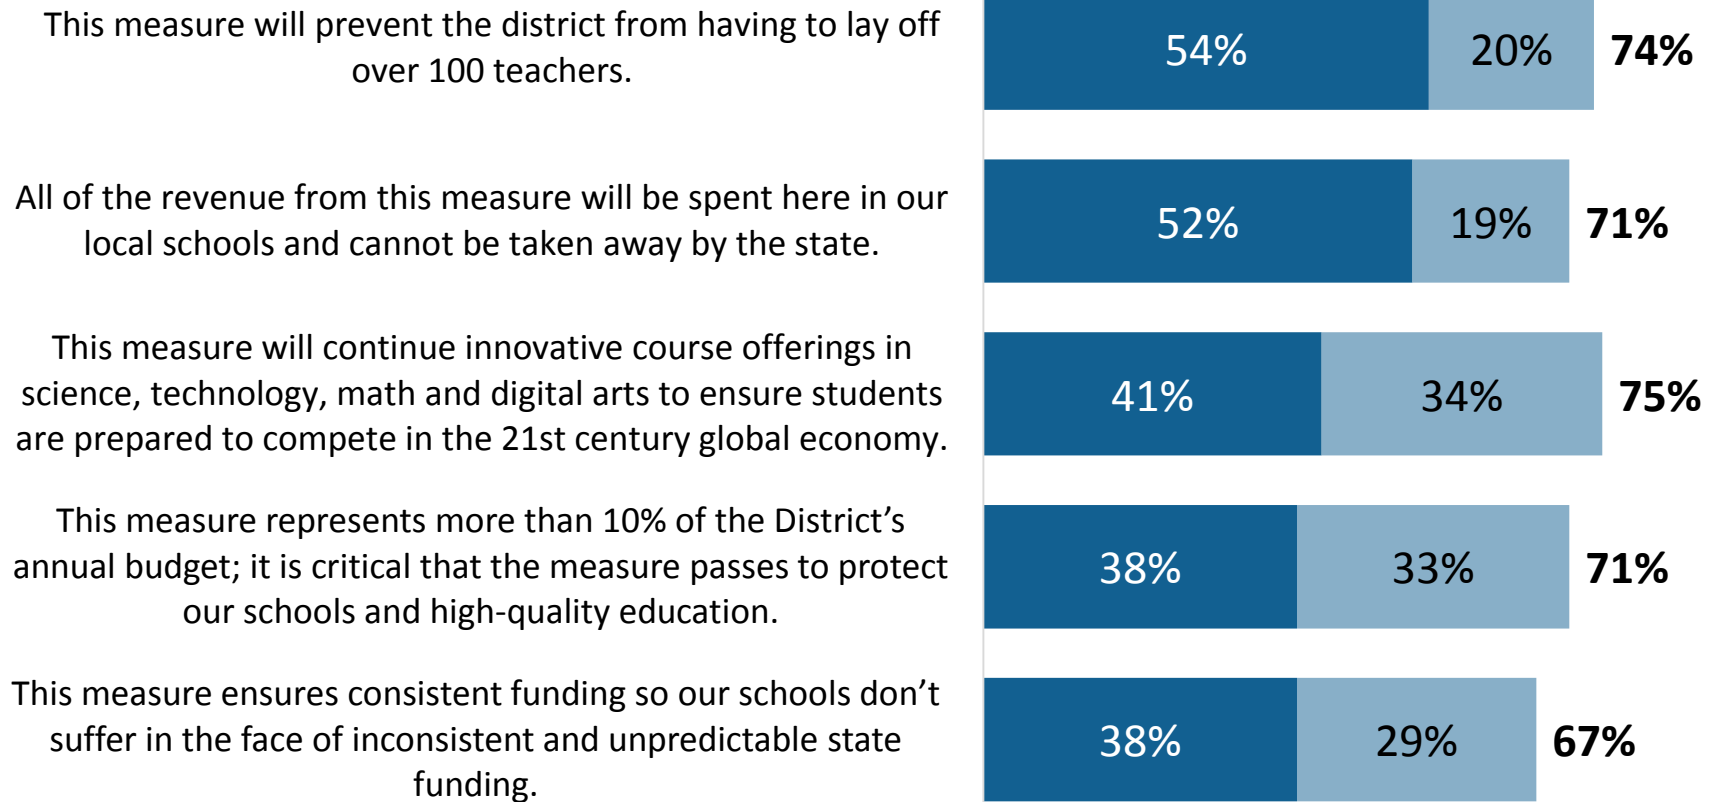 This measure will prevent the district from having to lay off
over 100 teachers.
54% 20% 74%
All of the revenue from this measure will be spent here in our
local schools and cannot be taken away by the state.
52% 19% 71%
This measure will continue innovative course offerings in
science, technology, math and digital arts to ensure students
are prepared to compete in the 21st century global economy.
41% 34% 75%
This measure represents more than 10% of the District’s
annual budget; it is critical that the measure passes to protect
our schools and high-quality education.
38% 33% 71%
This measure ensures consistent funding so our schools don’t
suffer in the face of inconsistent and unpredictable state
funding.
38% 29% 67%